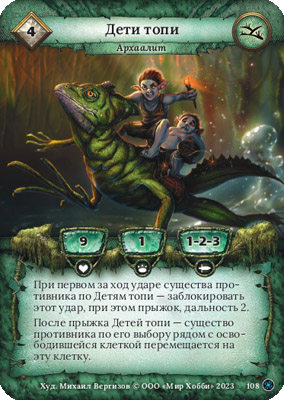 4
Дети топи
Архаалит
9
1
1-2-3
При первом за ход ударе существа про-
тивника по Детям топи — заблокировать
этот удар, при этом прыжок, дальность 2.
После прыжка Детей топи — существо
противника по его выбору рядом с осво-
бодившейся клеткой перемещается на
эту клетку.
Худ. Михаил Вергизов © ООО «Мир Хобби» 2023
108